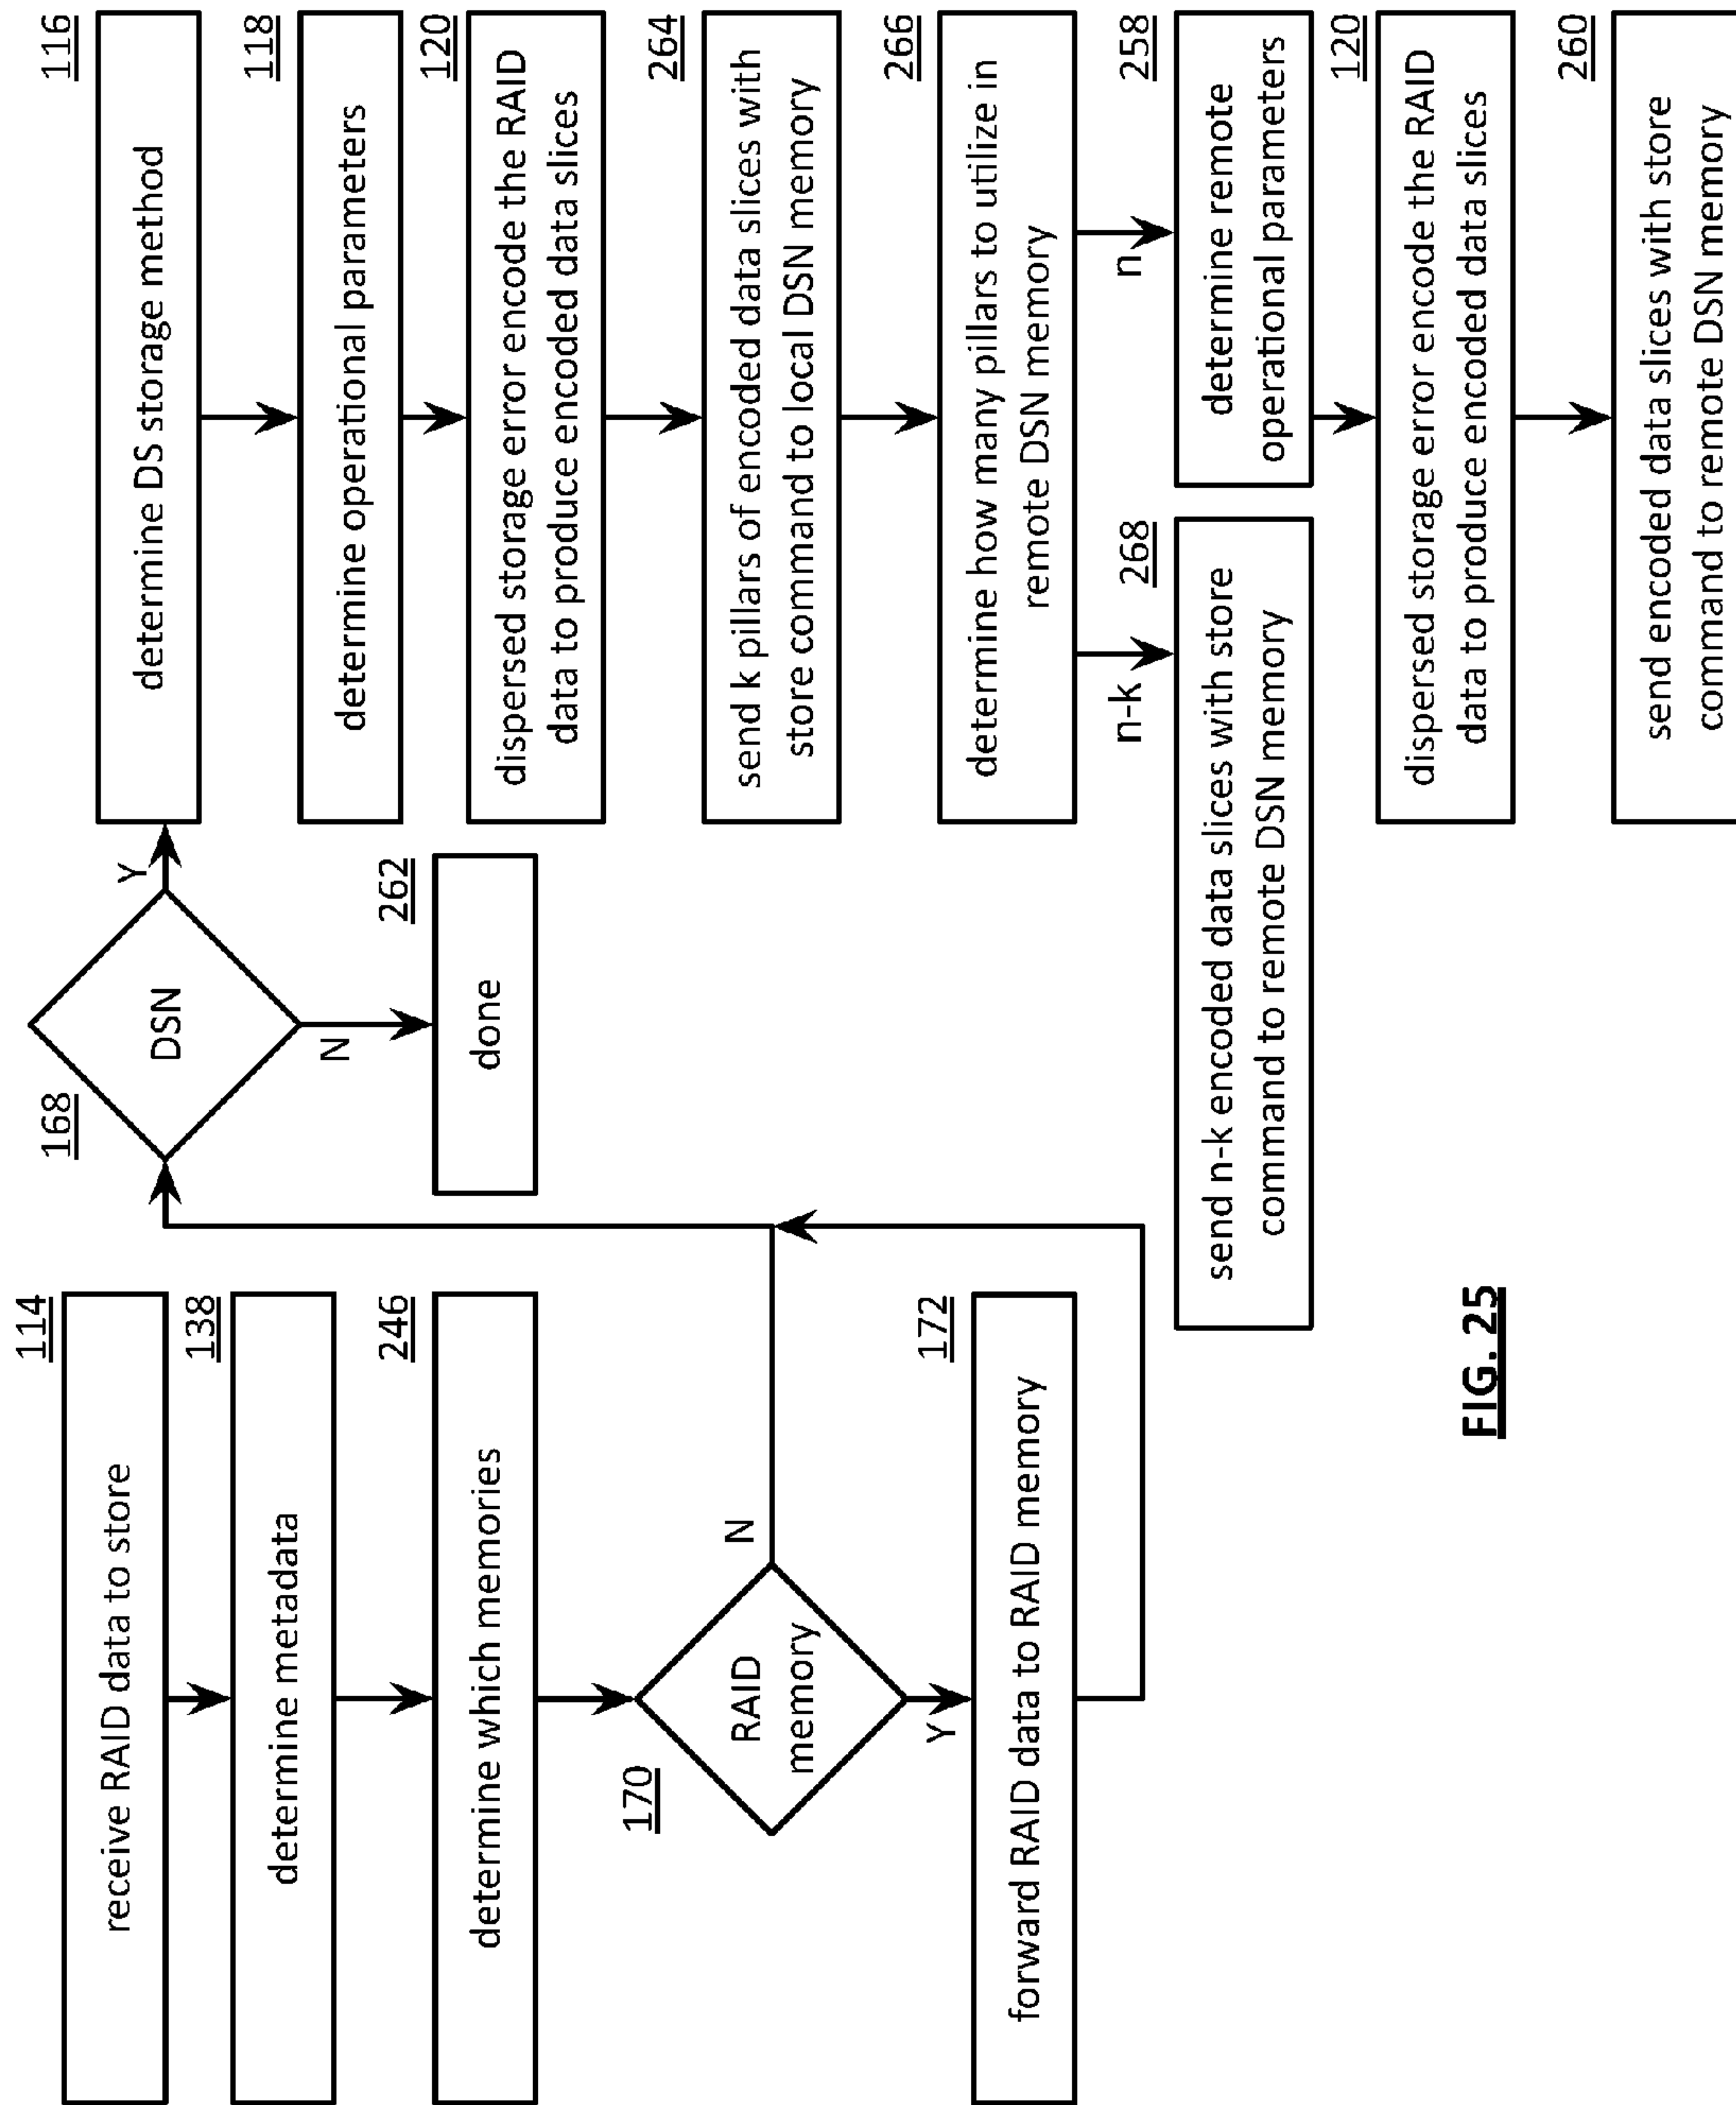 114
receive RAID data to store
138
determine metadata
246
determine which memories
170
RAID
memory
N
Y
172
forward RAID data to RAID memory
168
DSN
Y
N
262
done
116
determine DS storage method
118
determine operational parameters
120
dispersed storage error encode the RAID
data to produce encoded data slices
264
send k pillars of encoded data slices with
store command to local DSN memory
266
determine how many pillars to utilize in
remote DSN memory
n-k
n
268
send n-k encoded data slices with store
command to remote DSN memory
258
determine remote
operational parameters
120
dispersed storage error encode the RAID
data to produce encoded data slices
260
send encoded data slices with store
command to remote DSN memory
FIG. 25